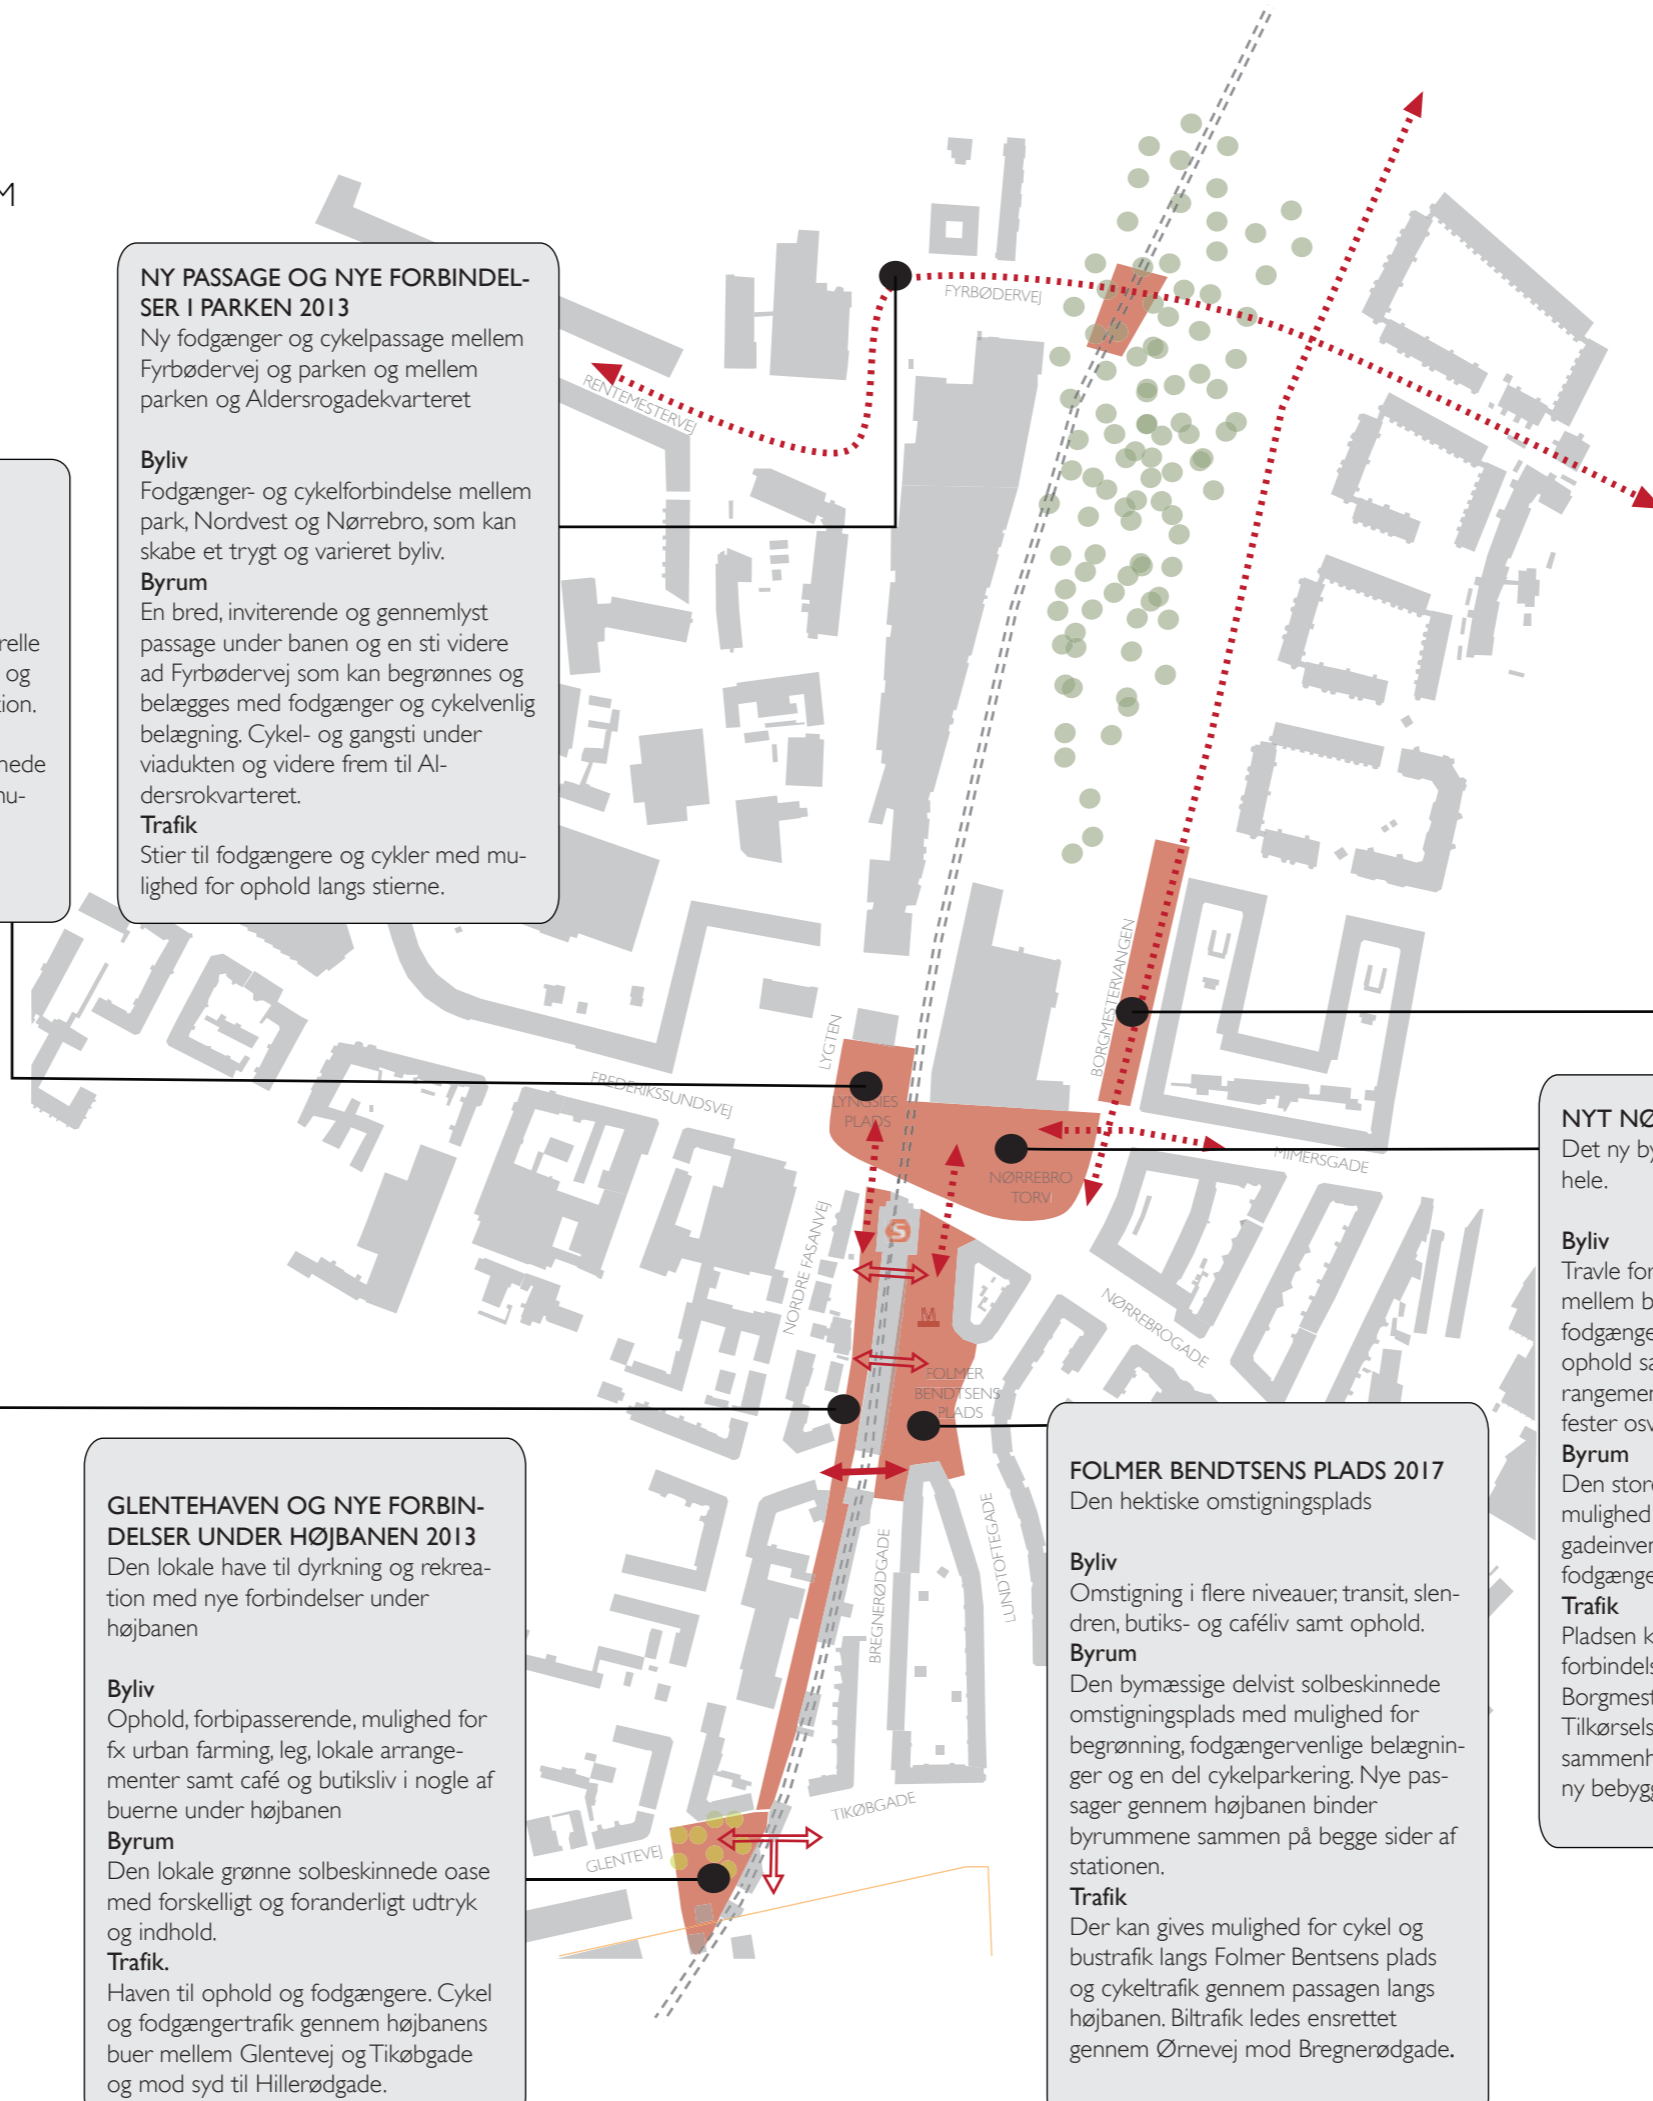 M
NY PASSAGE OG NYE FORBINDEL-
SER I PARKEN 2013
Ny fodgænger og cykelpassage mellem
Fyrbødervej og parken og mellem
parken og Aldersrogadekvarteret
Byliv
Fodgænger- og cykelforbindelse mellem
park, Nordvest og Nørrebro, som kan
skabe et trygt og varieret byliv.
Byrum
En bred, inviterende og gennemlyst
passage under banen og en sti videre
ad Fyrbødervej som kan begrønnes og
belægges med fodgænger og cykelvenlig
belægning. Cykel- og gangsti under
viadukten og videre frem til Al-
dersrokvarteret.
Trafik
Stier til fodgængere og cykler med mu-
lighed for ophold langs stierne.
relle
og
tion.
nede
nu-
FYRBØDERVEJ
RENTEMESTERVEJ
BORGMESTERVANGEN
LYGTEN
FREDERIKSSUNDSVEJ
LYNGSIES
PLADS
NØRREBRO
TORV
MIMERSGADE
NORDRE FASANVEJ
S
M
NØRREBROGADE
FOLMER
BENDTSENS
PLADS
BREGNERØDGADE
LUNDTOFTEGADE
TIKØBGADE
GLENTEVEJ
GLENTEHAVEN OG NYE FORBIN-
DELSER UNDER HØJBANEN 2013
Den lokale have til dyrkning og rekrea-
tion med nye forbindelser under
højbanen
Byliv
Ophold, forbipasserende, mulighed for
fx urban farming, leg, lokale arrange-
menter samt café og butiksliv i nogle af
buerne under højbanen
Byrum
Den lokale grønne solbeskinnede oase
med forskelligt og foranderligt udtryk
og indhold.
Trafik.
Haven til ophold og fodgængere. Cykel
og fodgængertrafik gennem højbanens
buer mellem Glentevej og Tikøbgade
og mod syd til Hillerødgade.
FOLMER BENDTSENS PLADS 2017
Den hektiske omstigningsplads
Byliv
Omstigning i flere niveauer, transit, slen-
dren, butiks- og caféliv samt ophold.
Byrum
Den bymæssige delvist solbeskinnede
omstigningsplads med mulighed for
begrønning, fodgængervenlige belægnin-
ger og en del cykelparkering. Nye pas-
sager gennem højbanen binder
byrummene sammen på begge sider af
stationen.
Trafik
Der kan gives mulighed for cykel og
bustrafik langs Folmer Bentsens plads
og cykeltrafik gennem passagen langs
højbanen. Biltrafik ledes ensrettet
gennem Ørnevej mod Bregnerødgade.
NYT NØ
Det ny by
hele.
Byliv
Travle for
mellem b
fodgænge
ophold sa
rangemen
fester osv
Byrum
Den store
mulighed
gadeinven
fodgænge
Trafik
Pladsen k
forbindels
Borgmest
Tilkørsels
sammenh
ny bebygg